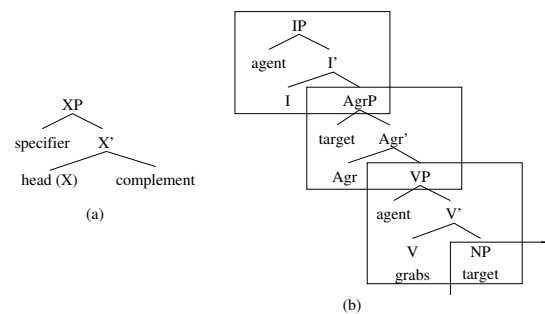 XP
specifier X'
head (X) complement
(a)
IP
agent I'
I AgrP
target Agr'
Agr VP
agent V'
V NP
grabs target
(b)